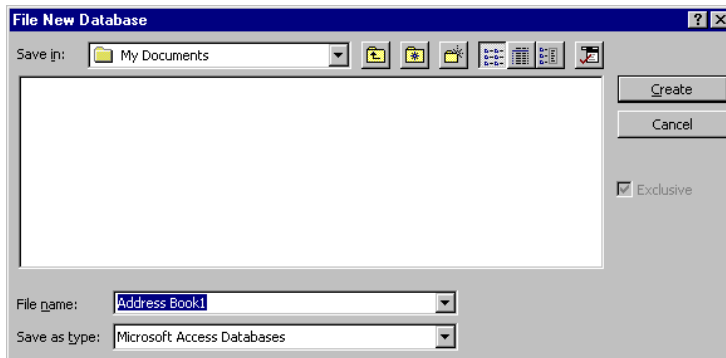 File New Database
Save in: My Documents
Create
Cancel
Exclusive
File name: Address Book1
Save as type: Microsoft Access Databases